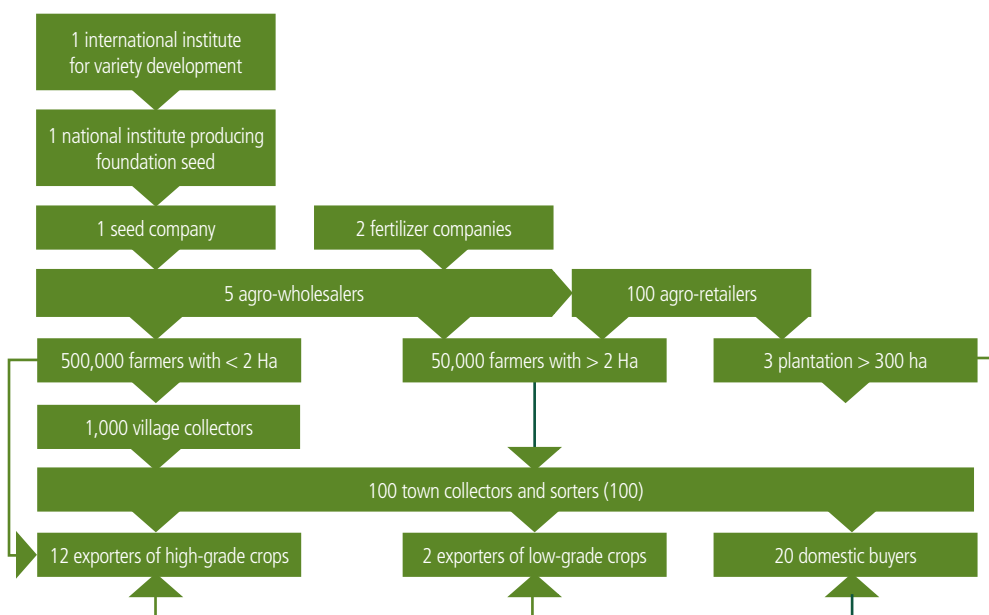 1 international institute
for variety development
1 national institute producing
foundation seed
1 seed company
2 fertilizer companies
5 agro-wholesalers
100 agro-retailers
500,000 farmers with < 2 Ha
50,000 farmers with > 2 Ha
3 plantation > 300 ha
1,000 village collectors
100 town collectors and sorters (100)
12 exporters of high-grade crops
2 exporters of low-grade crops
20 domestic buyers